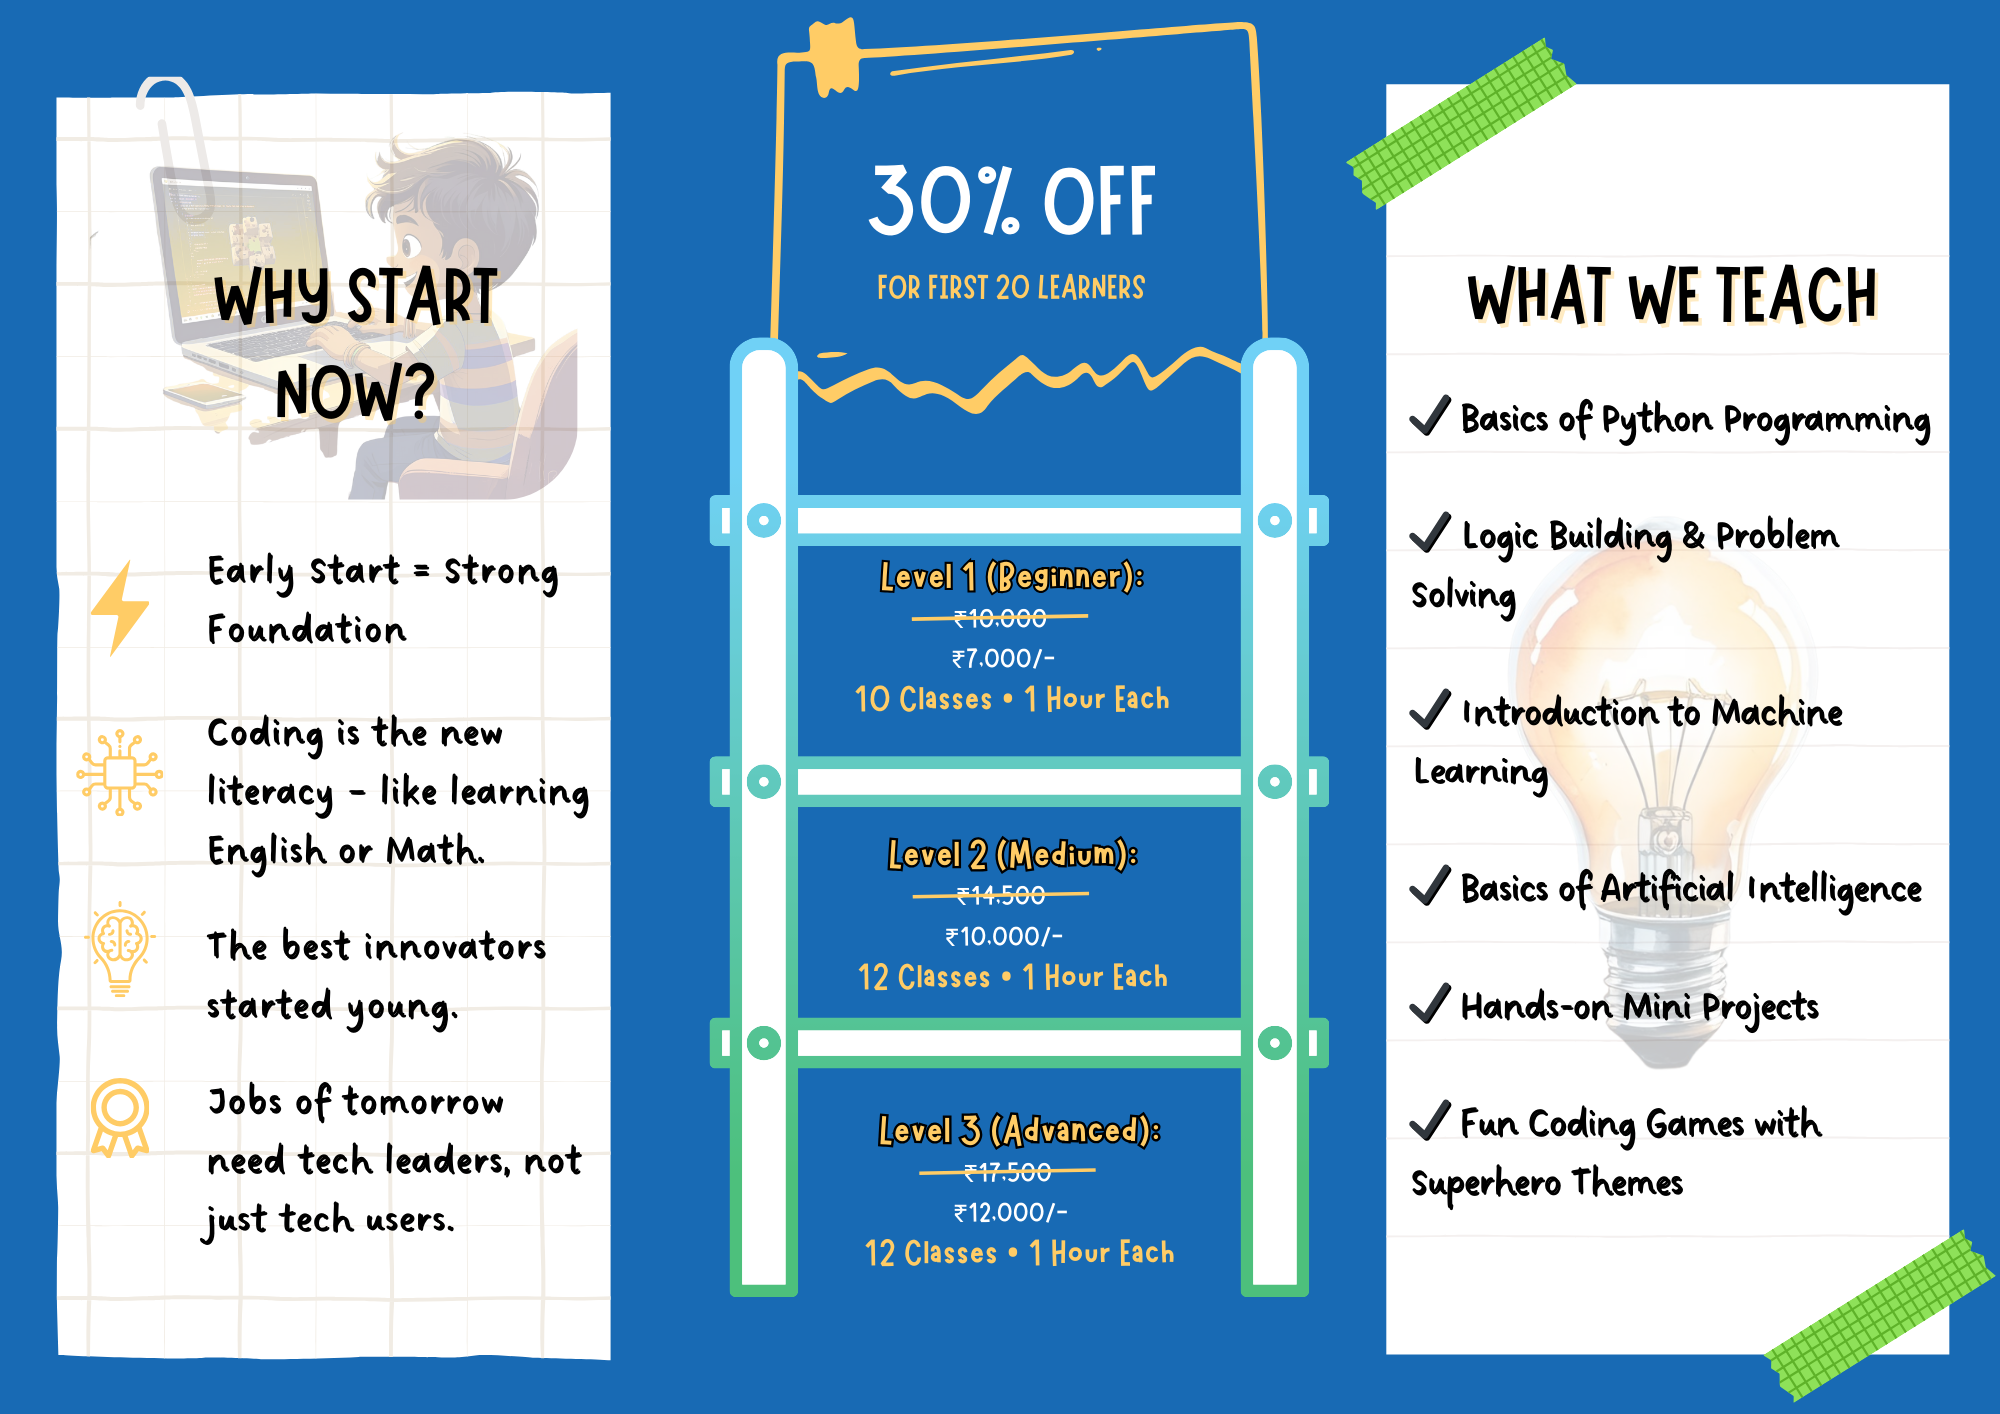 WHY START
NOW?
Early Start = Strong
Foundation
Coding is the new
literacy - like learning
English or Math.
The best innovators
started young.
Jobs of tomorrow
need tech leaders, not
just tech users.
30% OFF
FOR FIRST 20 LEARNERS
Level 1 (Beginner):
₹10,000
₹7,000/-
10 Classes • 1 Hour Each
Level 2 (Medium):
₹14,500
₹10,000/-
12 Classes • 1 Hour Each
Level 3 (Advanced):
₹17,500
₹12,000/-
12 Classes • 1 Hour Each
WHAT WE TEACH
✔ Basics of Python Programming
✔ Logic Building & Problem
Solving
✔ Introduction to Machine
Learning
✔ Basics of Artificial Intelligence
✔ Hands-on Mini Projects
✔ Fun Coding Games with
Superhero Themes